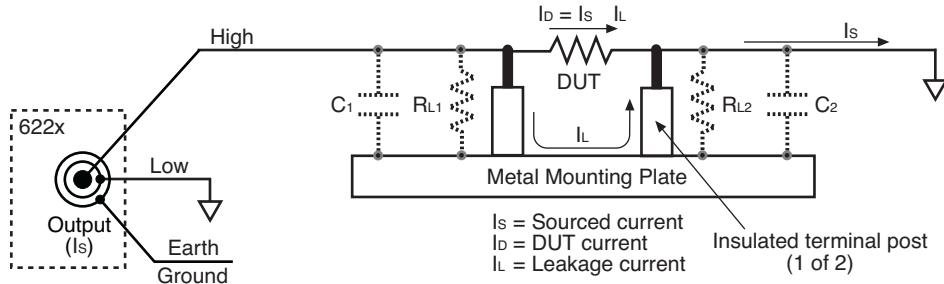 ID = IS   IL
High
IS
DUT
622x
C1
RL1
IL
RL2
C2
Low
Metal Mounting Plate
Output
(IS)
IS = Sourced current
ID = DUT current
IL = Leakage current
Insulated terminal post
(1 of 2)
Earth
Ground